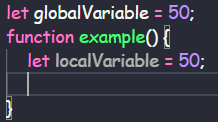 let globalVariable = 50;
function example() {
    let localVariable = 50;
}